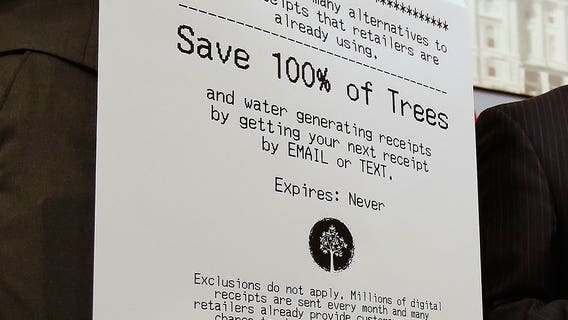 many alternatives to
receipts that retailers are
already using.
Save 100% of Trees
and water generating receipts
by getting your next receipt
by EMAIL or TEXT.
Expires: Never
Exclusions do not apply. Millions of digital
receipts are sent every month and many
retailers already provide